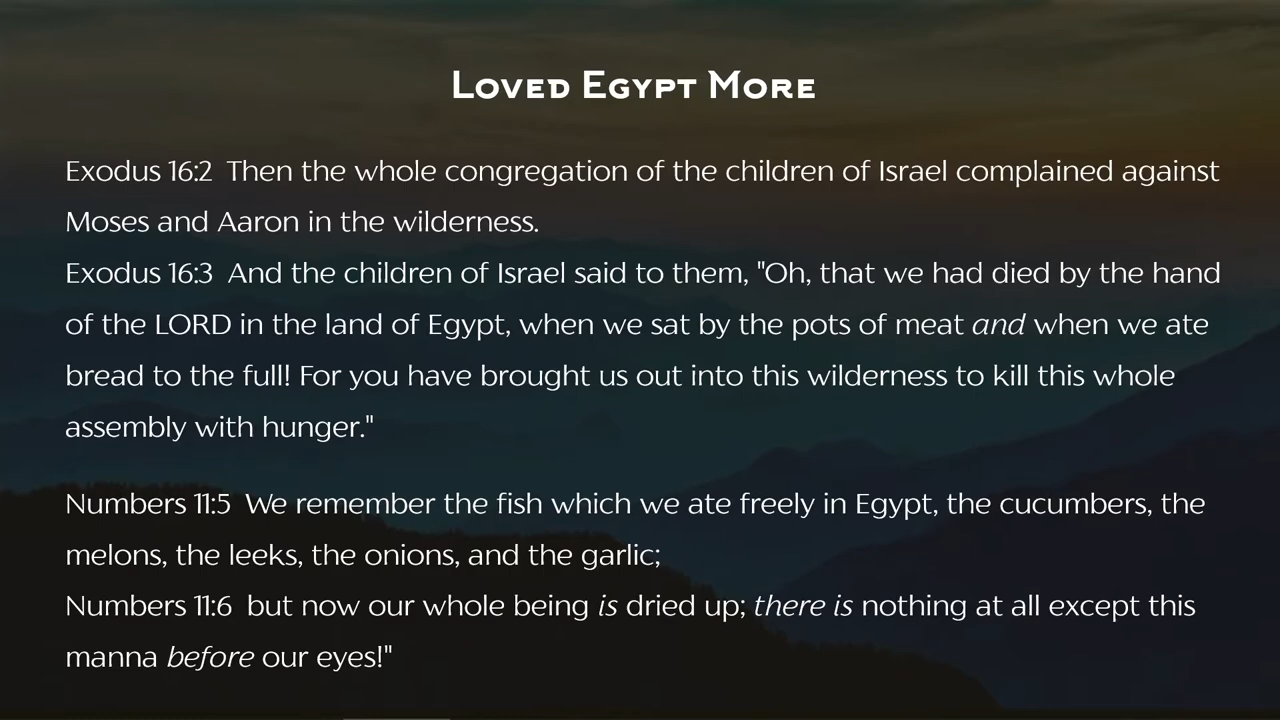 Loved Egypt More
Exodus 16:2 Then the whole congregation of the children of Israel complained against
Moses and Aaron in the wilderness.
Exodus 16:3 And the children of Israel said to them, "Oh, that we had died by the hand
of the LORD in the land of Egypt, when we sat by the pots of meat and when we ate
bread to the full! For you have brought us out into this wilderness to kill this whole
assembly with hunger."
Numbers 11:5 We remember the fish which we ate freely in Egypt, the cucumbers, the
melons, the leeks, the onions, and the garlic;
Numbers 11:6 but now our whole being is dried up; there is nothing at all except this
manna before our eyes!"